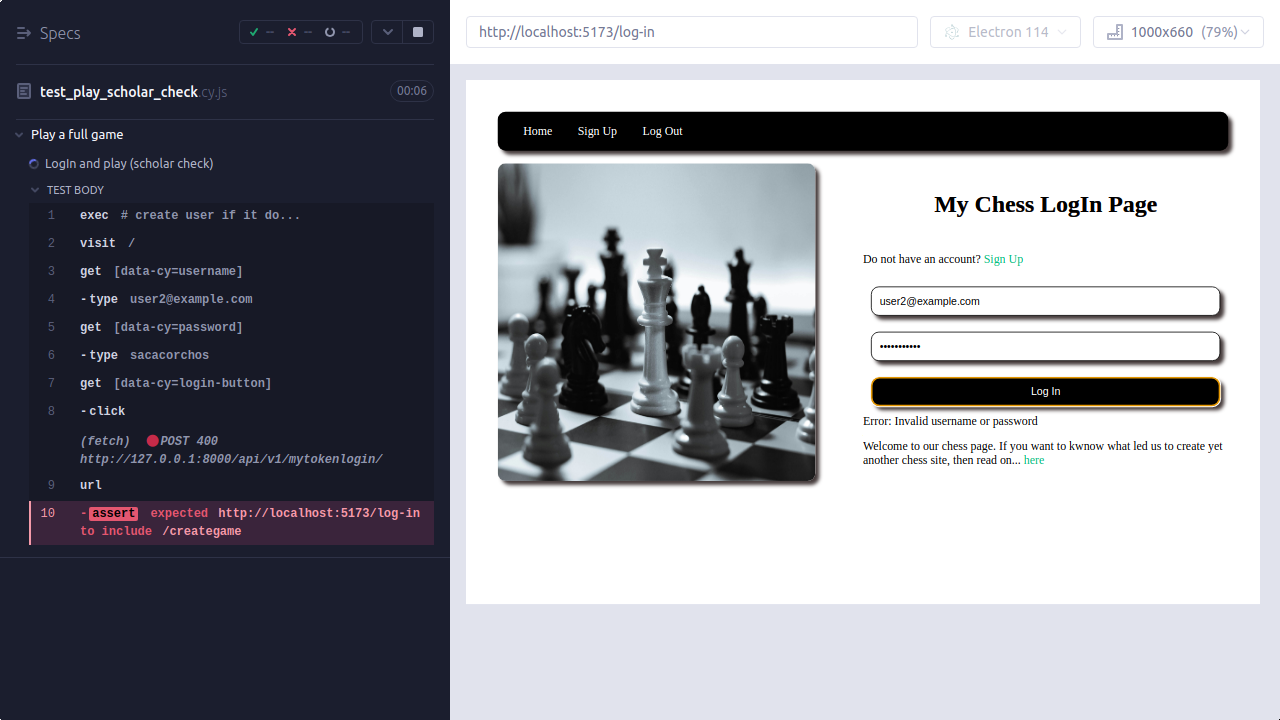 Specs
http://localhost:5173/log-in
Electron 114
1000x660 (79%)
test_play_scholar_check.cy.js
00:06
Play a full game
LogIn and play (scholar check)
TEST BODY
1 exec # create user if it do...
2 visit /
3 get [data-cy=username]
4 -type user2@example.com
5 get [data-cy=password]
6 -type sacacorchos
7 get [data-cy=login-button]
8 -click
(fetch) POST 400
http://127.0.0.1:8000/api/v1/mytokenlogin/
9 url
10 -assert expected http://localhost:5173/log-in
to include /creategame
Home Sign Up Log Out
My Chess LogIn Page
Do not have an account? Sign Up
user2@example.com
•••••••••••
Log In
Error: Invalid username or password
Welcome to our chess page. If you want to kwnow what led us to create yet
another chess site, then read on... here